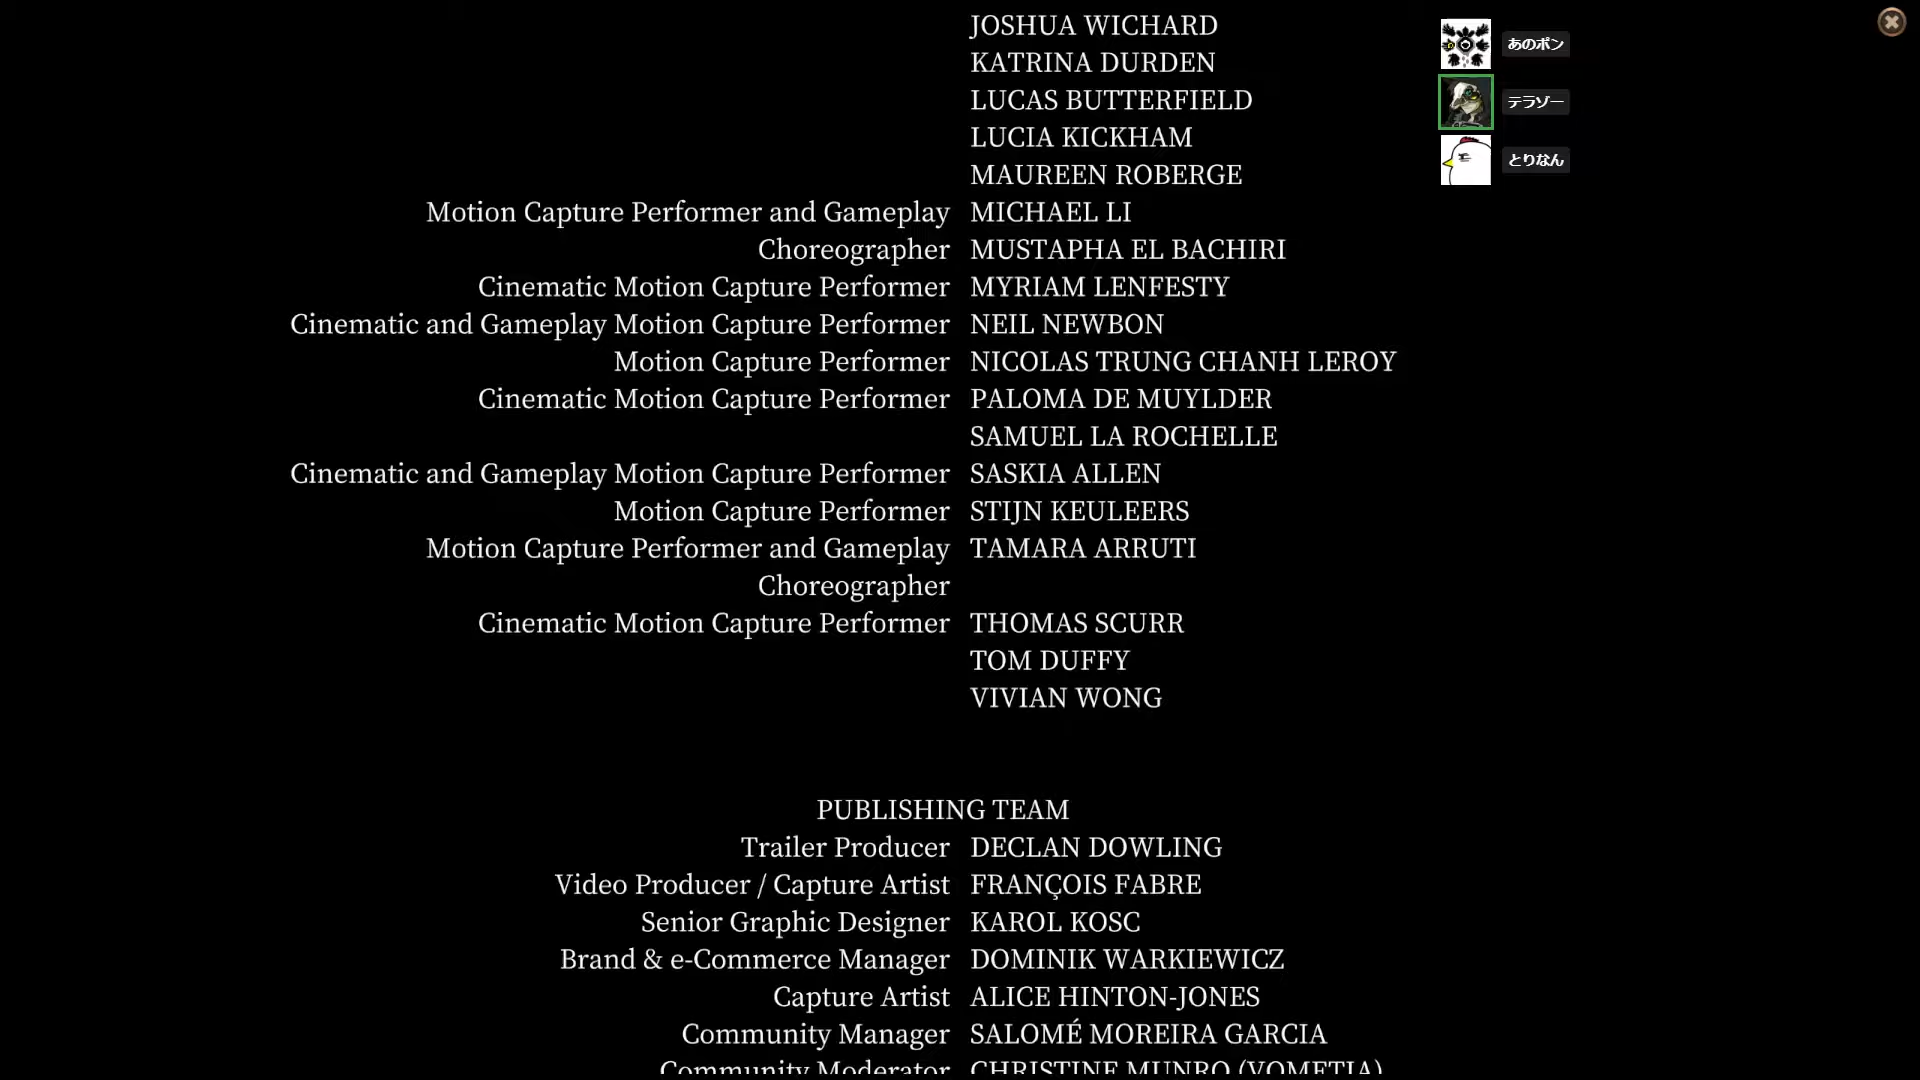 JOSHUA WICHARD
KATRINA DURDEN
LUCAS BUTTERFIELD
LUCIA KICKHAM
MAUREEN ROBERGE
Motion Capture Performer and Gameplay MICHAEL LI
Choreographer MUSTAPHA EL BACHIRI
Cinematic Motion Capture Performer MYRIAM LENFESTY
Cinematic and Gameplay Motion Capture Performer NEIL NEWBON
Motion Capture Performer NICOLAS TRUNG CHANH LEROY
Cinematic Motion Capture Performer PALOMA DE MUYLDER
SAMUEL LA ROCHELLE
Cinematic and Gameplay Motion Capture Performer SASKIA ALLEN
Motion Capture Performer STIJN KEULEERS
Motion Capture Performer and Gameplay TAMARA ARRUTI
Choreographer
Cinematic Motion Capture Performer THOMAS SCURR
TOM DUFFY
VIVIAN WONG
PUBLISHING TEAM
Trailer Producer DECLAN DOWLING
Video Producer / Capture Artist FRANÇOIS FABRE
Senior Graphic Designer KAROL KOSC
Brand & e-Commerce Manager DOMINIK WARKIEWICZ
Capture Artist ALICE HINTON-JONES
Community Manager SALOMÉ MOREIRA GARCIA
Community Moderator CHRISTINE MUNRO (VOMETIA)
あのポン
テラゾー
とりなん